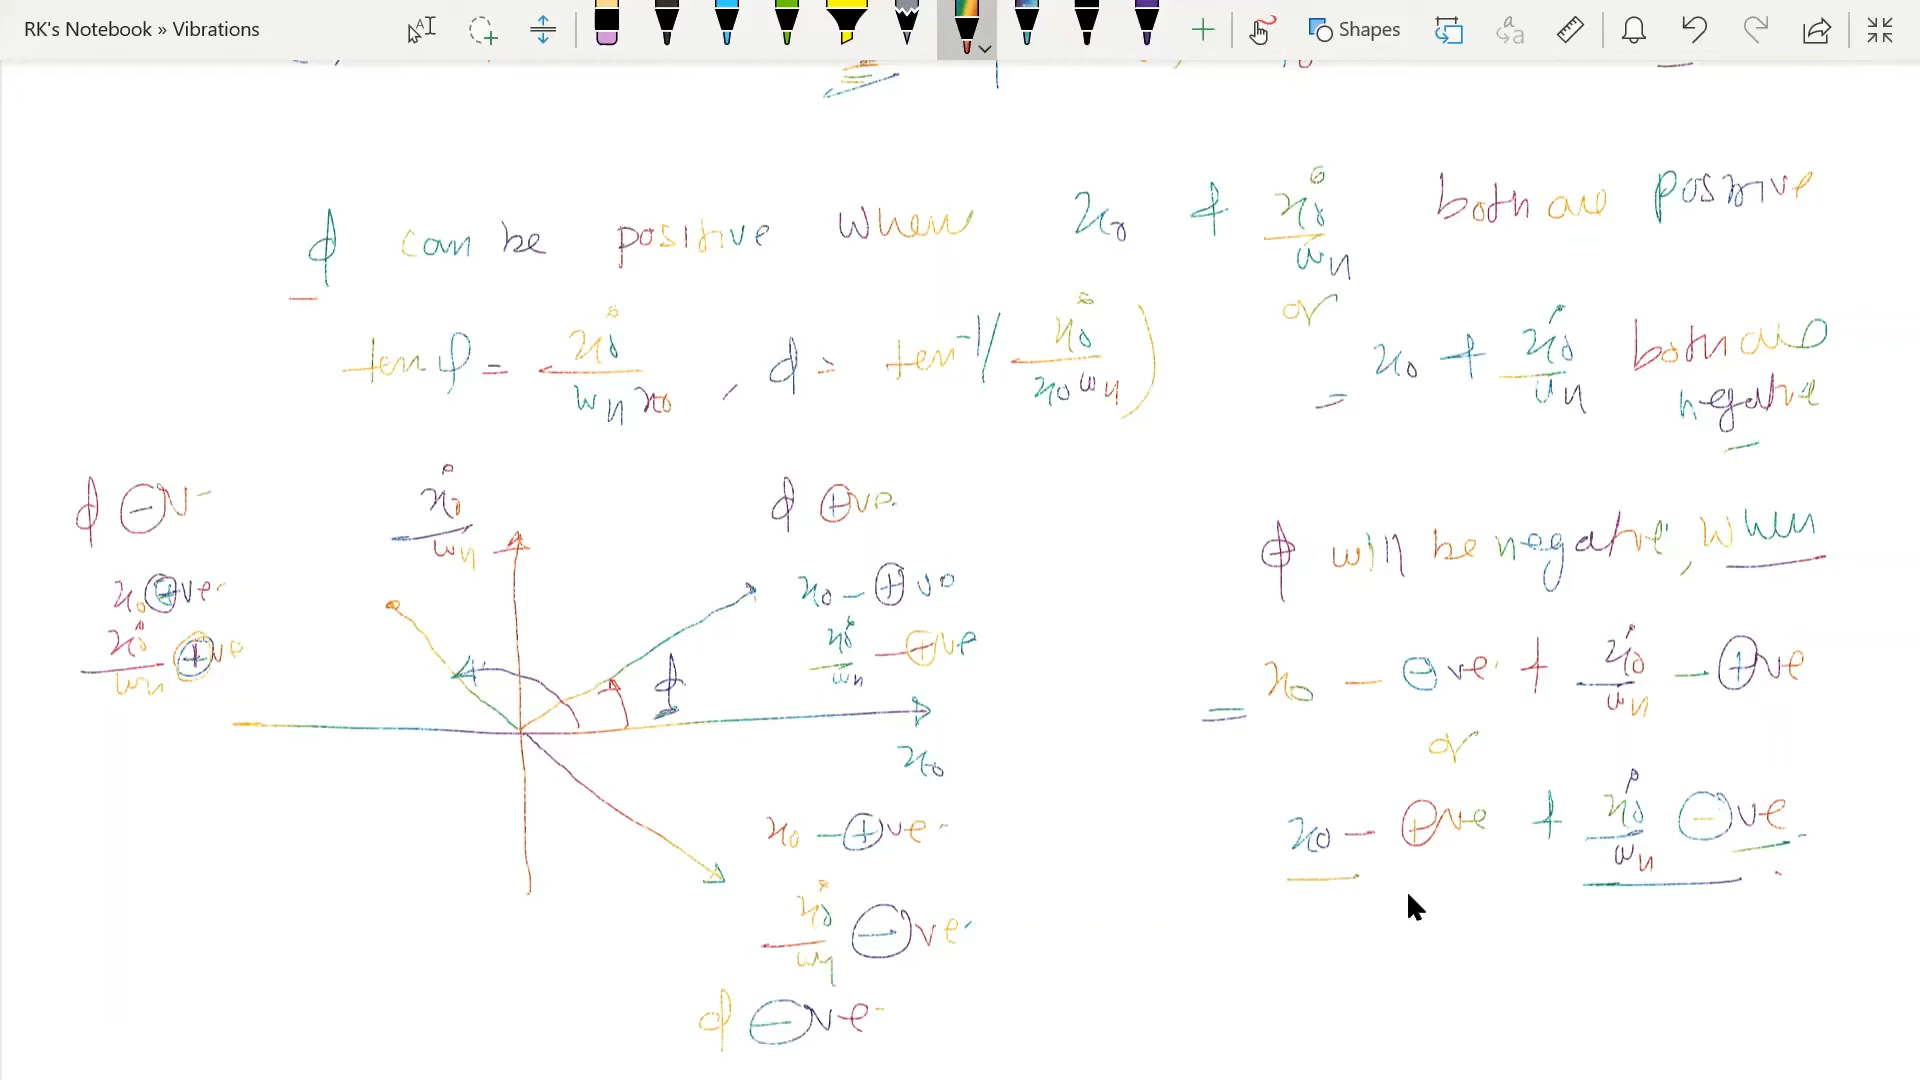 RK's Notebook » Vibrations
Shapes
ϕ can be positive when x₀ & ẋ₀/ωn both are positive
or
tan ϕ = ẋ₀/(ωn x₀), ϕ = tan⁻¹(ẋ₀/(x₀ ωn))
= x₀ & ẋ₀/ωn both are negative
ϕ ⊖v
x₀ ⊕ve
ẋ₀/ωn ⊕ve
ẋ₀/ωn
ϕ ⊕ve
x₀ - ⊕ve
ẋ₀/ωn - ⊕ve
ϕ
x₀
x₀ - ⊕ve
ẋ₀/ωn ⊖ve
ϕ ⊖ve
ϕ will be negative, when
= x₀ - ⊖ve & ẋ₀/ωn - ⊕ve
or
x₀ - ⊕ve & ẋ₀/ωn ⊖ve